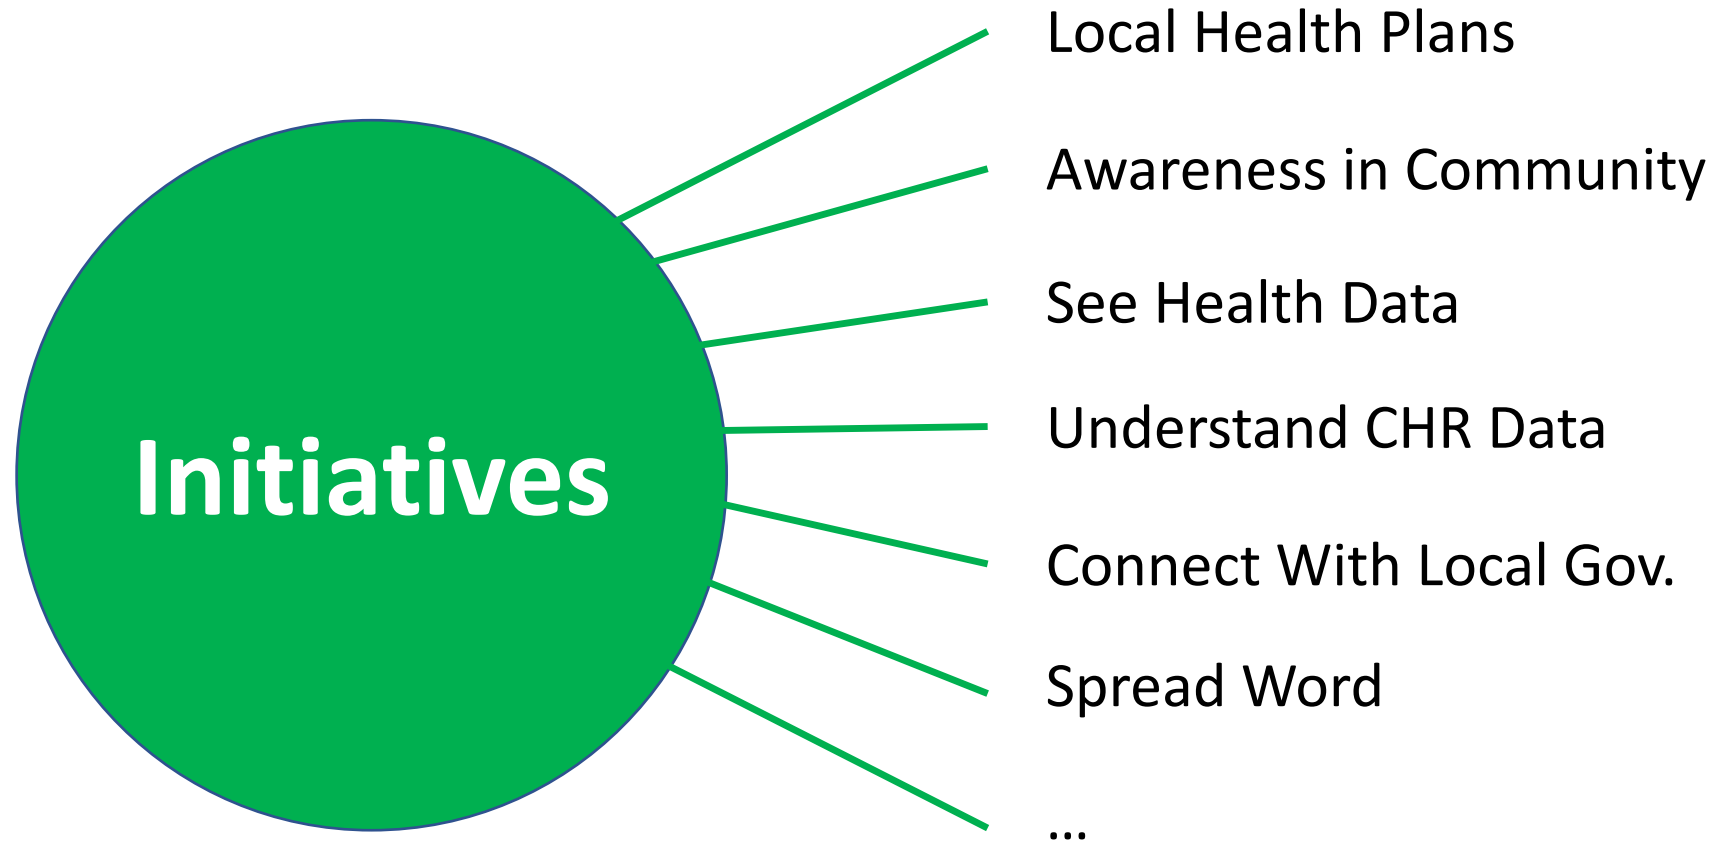 Local Health Plans
Awareness in Community
See Health Data
Understand CHR Data
Initiatives
Connect With Local Gov.
Spread Word
...